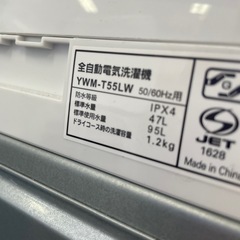 全自動電気洗濯機
YWM-T55LW 50/60Hz用
防水等級 IPX4
標準水量 47L
標準使用水量 95L
ドライコース時の洗濯容量 1.2kg
JET
1628
Made in China